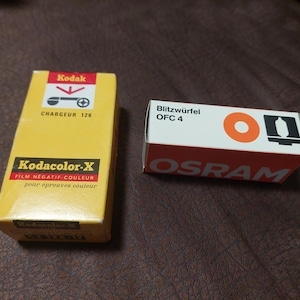 Kodak
CHARGEUR 126
Kodacolor-X
FILM NÉGATIF-COULEUR
pour épreuves couleur
Blitzwürfel
OFC 4
OSRAM